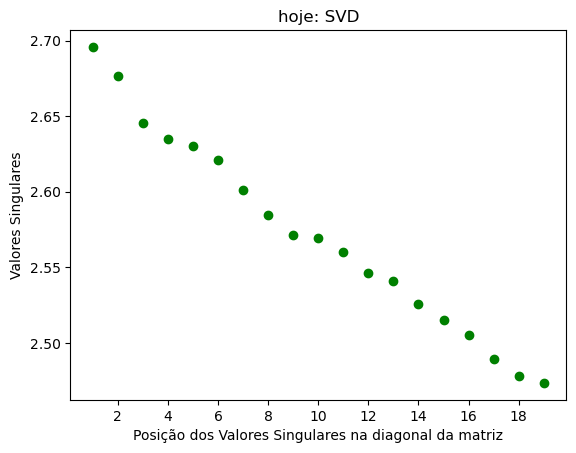 hoje: SVD
2.70
2.65
2.60
2.55
2.50
Valores Singulares
2 4 6 8 10 12 14 16 18
Posição dos Valores Singulares na diagonal da matriz